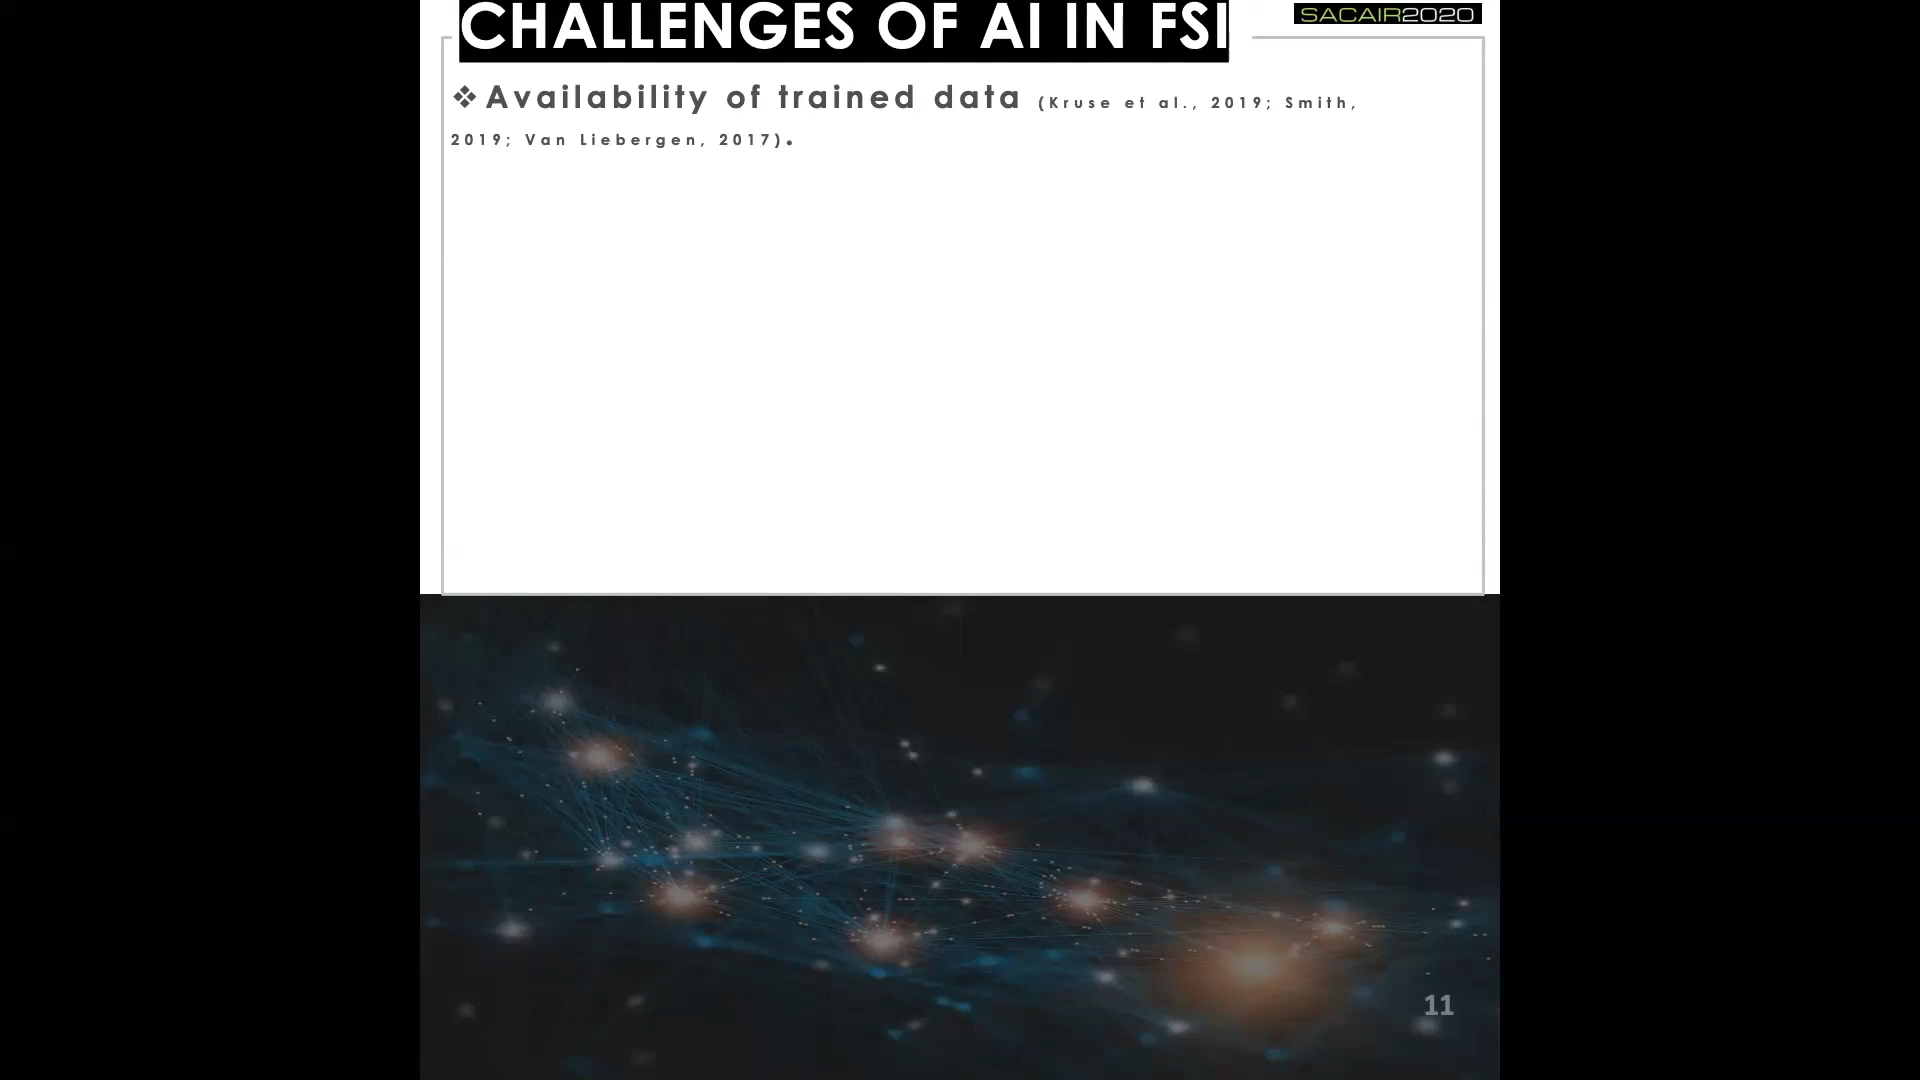 CHALLENGES OF AI IN FSI
SACAIR2020
❖Availability of trained data (Kruse et al., 2019; Smith,
2019; Van Liebergen, 2017).
11